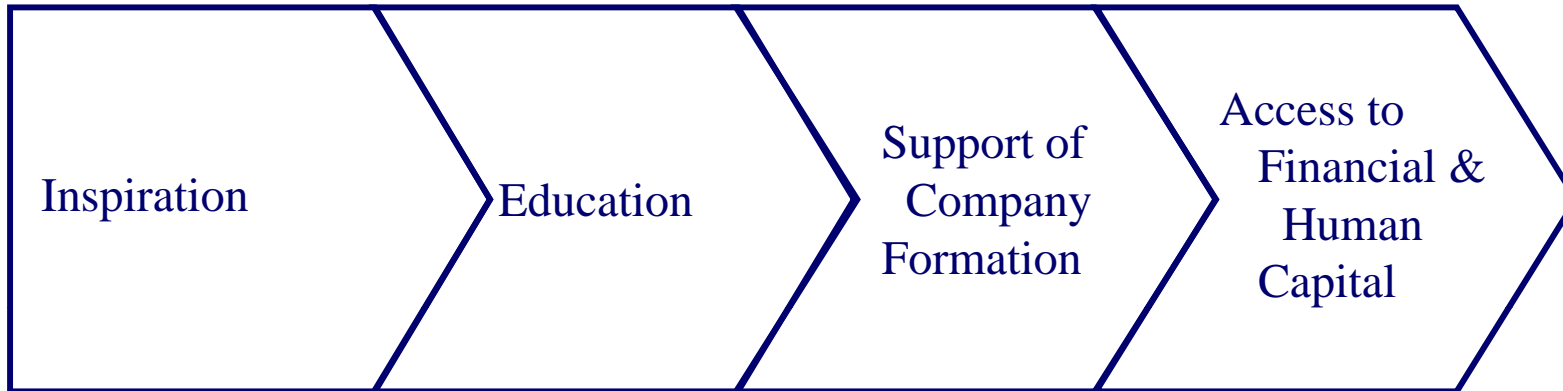 Inspiration
Education
Support of
Company
Formation
Access to
Financial &
Human
Capital